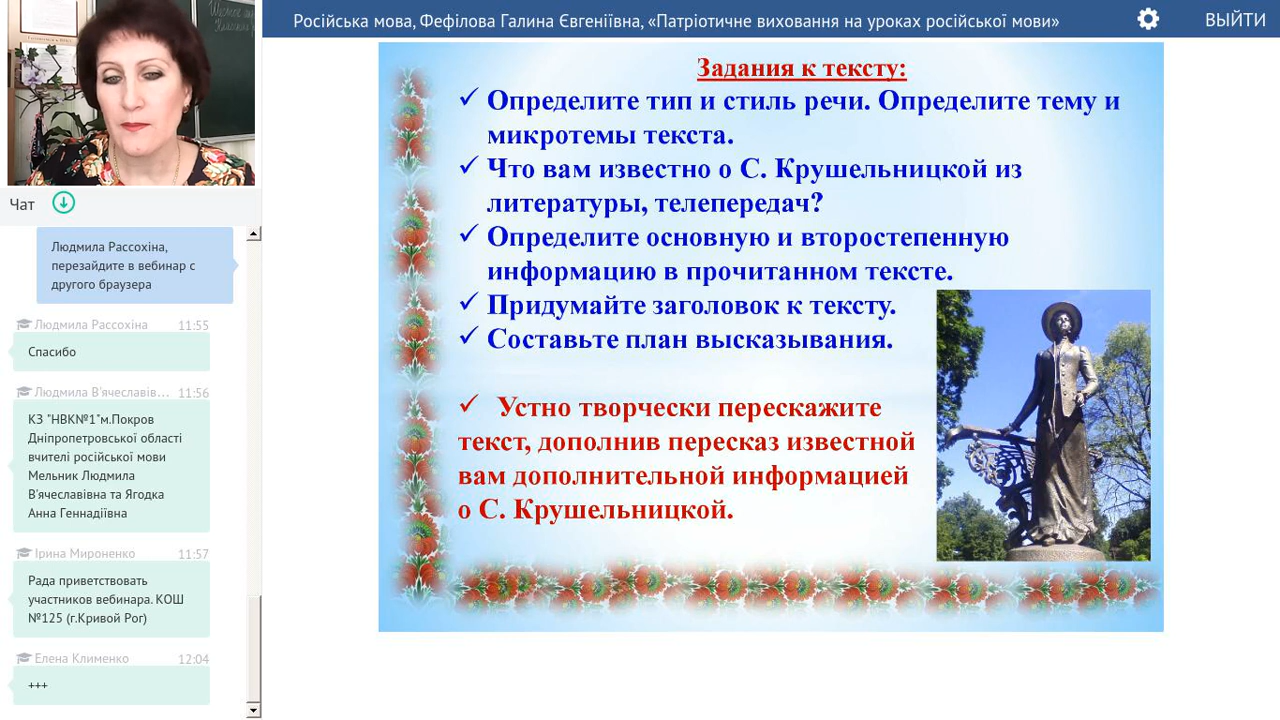 Російська мова, Фефілова Галина Євгеніївна, «Патріотичне виховання на уроках російської мови»
ВЫЙТИ
Чат
Людмила Рассохіна,
перезайдите в вебинар с
другого браузера
Людмила Рассохіна 11:55
Спасибо
Людмила В'ячеславів... 11:56
КЗ "НВК№1"м.Покров
Дніпропетровської області
вчителі російської мови
Мельник Людмила
В'ячеславівна та Ягодка
Анна Геннадіївна
Ірина Мироненко 11:57
Рада приветствовать
участников вебинара. КОШ
№125 (г.Кривой Рог)
Елена Клименко 12:04
+++
Задания к тексту:
✓ Определите тип и стиль речи. Определите тему и
микротемы текста.
✓ Что вам известно о С. Крушельницкой из
литературы, телепередач?
✓ Определите основную и второстепенную
информацию в прочитанном тексте.
✓ Придумайте заголовок к тексту.
✓ Составьте план высказывания.
✓ Устно творчески перескажите
текст, дополнив пересказ известной
вам дополнительной информацией
о С. Крушельницкой.